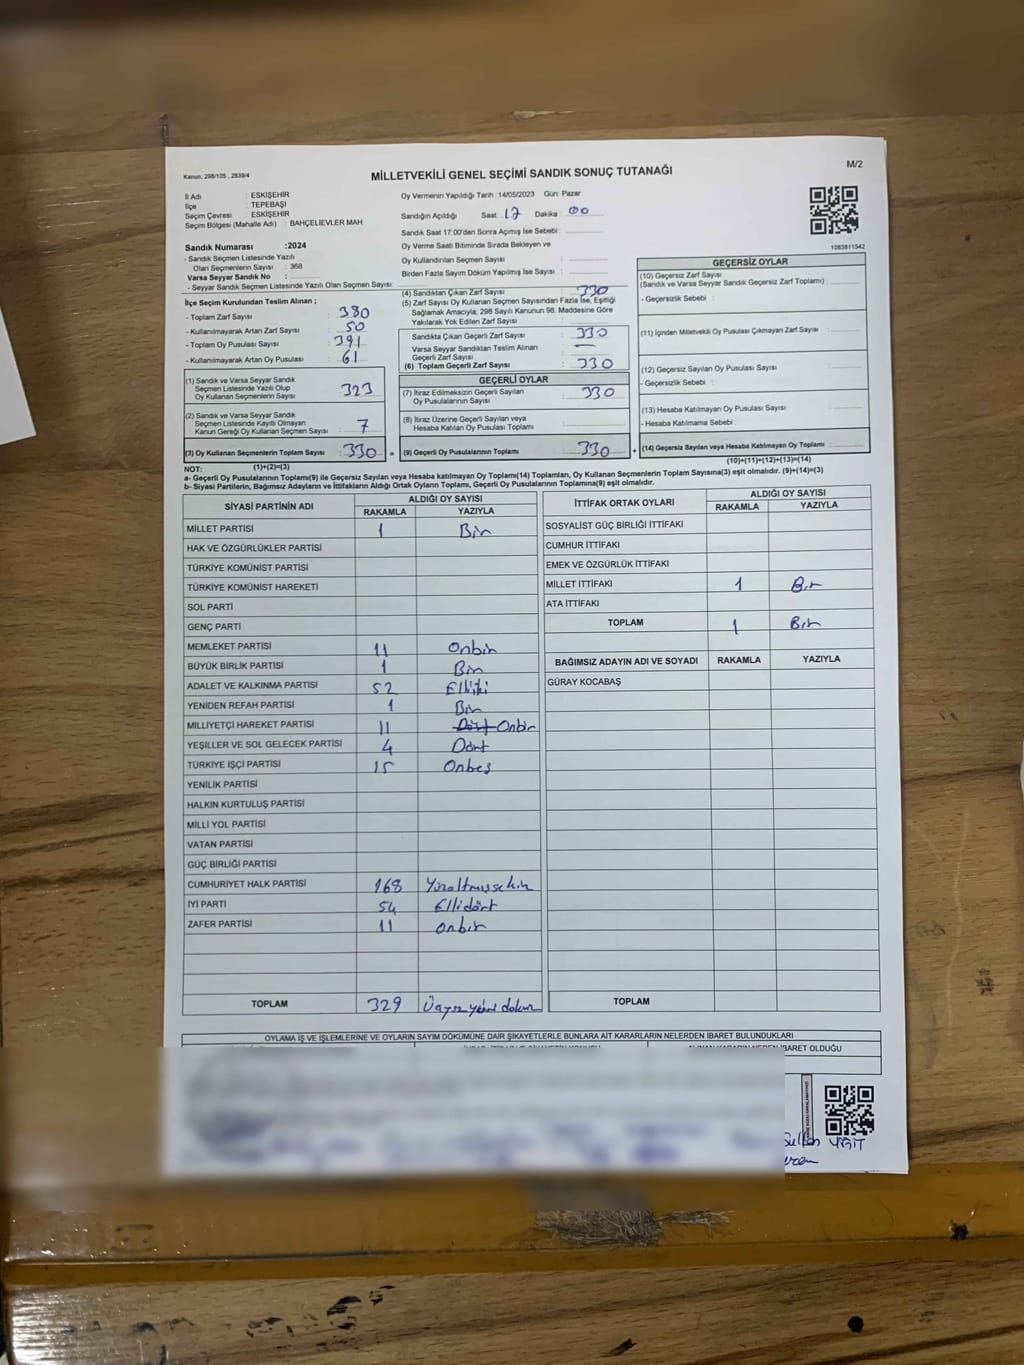 Kanun; 298/105 , 2839/4
MİLLETVEKİLİ GENEL SEÇİMİ SANDIK SONUÇ TUTANAĞI
M/2
İl Adı : ESKİŞEHİR
İlçe : TEPEBAŞI
Seçim Çevresi : ESKİŞEHİR
Seçim Bölgesi (Mahalle Adı) : BAHÇELİEVLER MAH.
Sandık Numarası :2024
- Sandık Seçmen Listesinde Yazılı
Olan Seçmenlerin Sayısı : 368
Varsa Seyyar Sandık No :
- Seyyar Sandık Seçmen Listesinde Yazılı Olan Seçmen Sayısı:
Oy Vermenin Yapıldığı Tarih :14/05/2023 Gün: Pazar
Sandığın Açıldığı Saat 17 Dakika : 00
Sandık Saat 17:00'den Sonra Açılmış İse Sebebi :
Oy Verme Saati Bitiminde Sırada Bekleyen ve
Oy Kullandırılan Seçmen Sayısı :
Birden Fazla Sayım Döküm Yapılmış İse Sayısı :
1083811542
İlçe Seçim Kurulundan Teslim Alınan ;
- Toplam Zarf Sayısı : 380
- Kullanılmayarak Artan Zarf Sayısı : 50
- Toplam Oy Pusulası Sayısı : 391
- Kullanılmayarak Artan Oy Pusulası : 61
(1) Sandık ve Varsa Seyyar Sandık
Seçmen Listesinde Yazılı Olup
Oy Kullanan Seçmenlerin Sayısı : 323
(2) Sandık ve Varsa Seyyar Sandık
Seçmen Listesinde Kayıtlı Olmayan
Kanun Gereği Oy Kullanan Seçmen Sayısı : 7
(3) Oy Kullanan Seçmenlerin Toplam Sayısı : 330
(1)+(2)=(3)
(4) Sandıktan Çıkan Zarf Sayısı : 330
(5) Zarf Sayısı Oy Kullanan Seçmen Sayısından Fazla İse, Eşitliği
Sağlamak Amacıyla; 298 Sayılı Kanunun 98. Maddesine Göre
Yakılarak Yok Edilen Zarf Sayısı :
Sandıkta Çıkan Geçerli Zarf Sayısı : 330
Varsa Seyyar Sandıktan Teslim Alınan
Geçerli Zarf Sayısı : —
(6) Toplam Geçerli Zarf Sayısı : 330
GEÇERLİ OYLAR
(7) İtiraz Edilmeksizin Geçerli Sayılan
Oy Pusulalarının Sayısı : 330
(8) İtiraz Üzerine Geçerli Sayılan veya
Hesaba Katılan Oy Pusulası Toplamı :
= (9) Geçerli Oy Pusulalarının Toplamı : 330
GEÇERSİZ OYLAR
(10) Geçersiz Zarf Sayısı
(Sandık ve Varsa Seyyar Sandık Geçersiz Zarf Toplamı) :
- Geçersizlik Sebebi :
(11) İçinden Milletvekili Oy Pusulası Çıkmayan Zarf Sayısı :
(12) Geçersiz Sayılan Oy Pusulası Sayısı :
- Geçersizlik Sebebi :
(13) Hesaba Katılmayan Oy Pusulası Sayısı :
- Hesaba Katılmama Sebebi :
+ (14) Geçersiz Sayılan veya Hesaba Katılmayan Oy Toplamı :
(10)+(11)+(12)+(13)=(14)
NOT:
a- Geçerli Oy Pusulalarının Toplamı(9) ile Geçersiz Sayılan veya Hesaba Katılmayan Oy Toplamı(14) Toplamları, Oy Kullanan Seçmenlerin Toplam Sayısına(3) eşit olmalıdır. (9)+(14)=(3)
b- Siyasi Partilerin, Bağımsız Adayların ve İttifakların Aldığı Ortak Oyların Toplamı, Geçerli Oy Pusulalarının Toplamına(9) eşit olmalıdır.
SİYASİ PARTİNİN ADI ALDIĞI OY SAYISI
RAKAMLA YAZIYLA
MİLLET PARTİSİ 1 Bir
HAK VE ÖZGÜRLÜKLER PARTİSİ
TÜRKİYE KOMÜNİST PARTİSİ
TÜRKİYE KOMÜNİST HAREKETİ
SOL PARTİ
GENÇ PARTİ
MEMLEKET PARTİSİ 11 Onbir
BÜYÜK BİRLİK PARTİSİ 1 Bir
ADALET VE KALKINMA PARTİSİ 52
YENİDEN REFAH PARTİSİ 1 Bir
MİLLİYETÇİ HAREKET PARTİSİ 11 Dört Onbir
YEŞİLLER VE SOL GELECEK PARTİSİ 4 Dört
TÜRKİYE İŞÇİ PARTİSİ 15 Onbeş
YENİLİK PARTİSİ
HALKIN KURTULUŞ PARTİSİ
MİLLİ YOL PARTİSİ
VATAN PARTİSİ
GÜÇ BİRLİĞİ PARTİSİ
CUMHURİYET HALK PARTİSİ 168
İYİ PARTİ 54 Ellidört
ZAFER PARTİSİ 11 onbir
TOPLAM 329
İTTİFAK ORTAK OYLARI ALDIĞI OY SAYISI
RAKAMLA YAZIYLA
SOSYALİST GÜÇ BİRLİĞİ İTTİFAKI
CUMHUR İTTİFAKI
EMEK VE ÖZGÜRLÜK İTTİFAKI
MİLLET İTTİFAKI 1 Bir
ATA İTTİFAKI
TOPLAM 1 Bir
BAĞIMSIZ ADAYIN ADI VE SOYADI RAKAMLA YAZIYLA
GÜRAY KOCABAŞ
TOPLAM
OYLAMA İŞ VE İŞLEMLERİNE VE OYLARIN SAYIM DÖKÜMÜNE DAİR ŞİKAYETLERLE BUNLARA AİT KARARLARIN NELERDEN İBARET BULUNDUKLARI
İBARET OLDUĞU